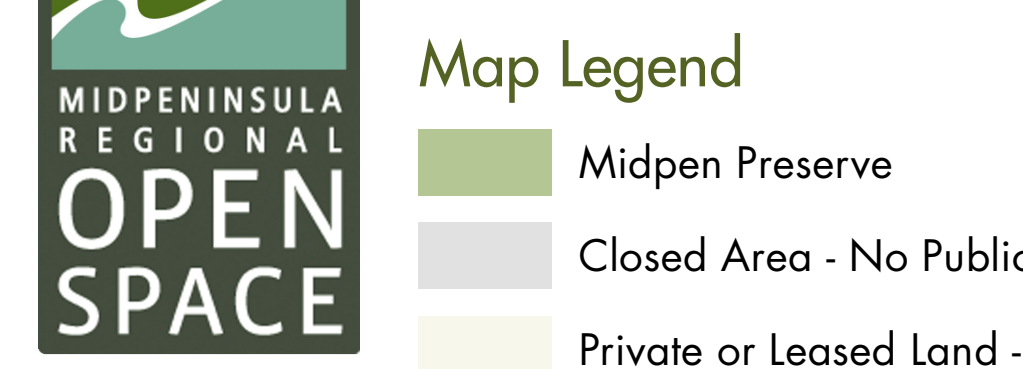 MIDPENINSULA
REGIONAL
OPEN
SPACE
Map Legend
Midpen Preserve
Closed Area - No Public
Private or Leased Land -